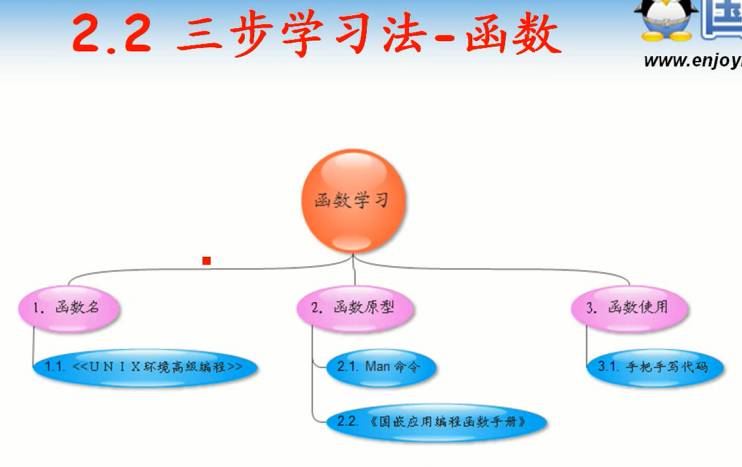 2.2 三步学习法-函数
www.enjoy
函数学习
1. 函数名
2. 函数原型
3. 函数使用
1.1. <<UNIX环境高级编程>>
2.1. Man 命令
3.1. 手把手写代码
2.2. 《国嵌应用编程函数手册》